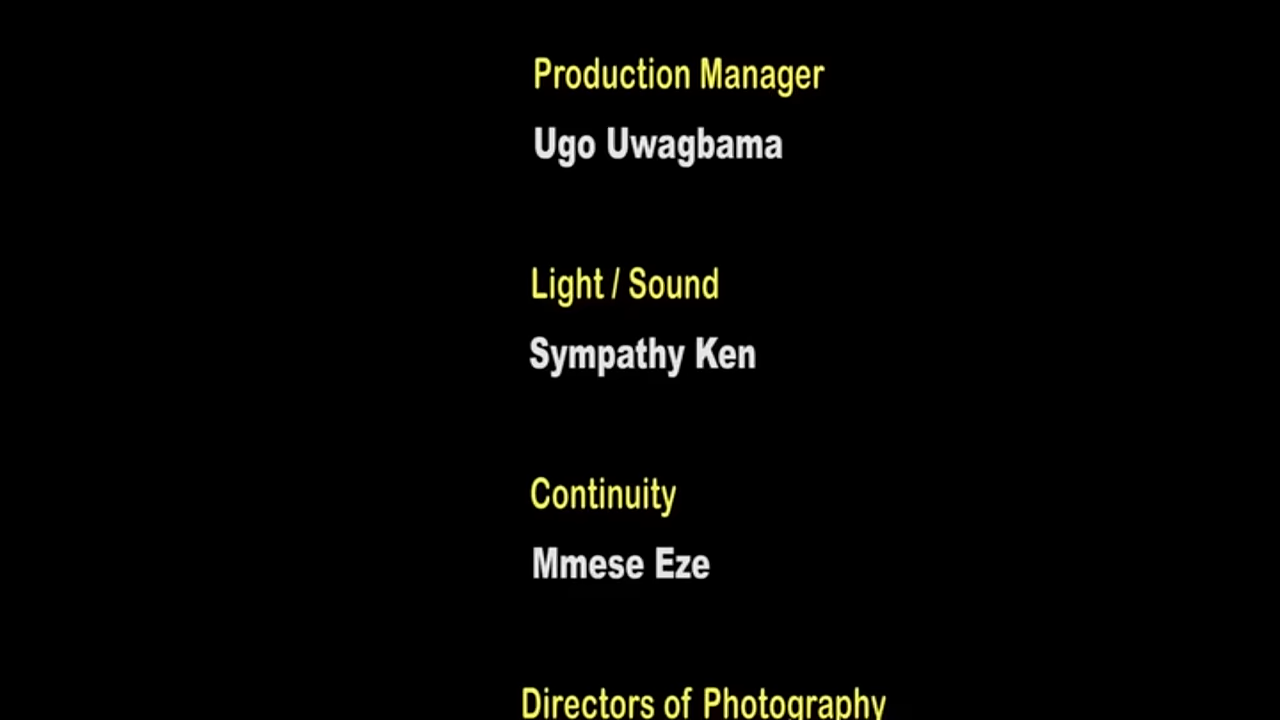 Production Manager
Ugo Uwagbama
Light / Sound
Sympathy Ken
Continuity
Mmese Eze
Directors of Photography